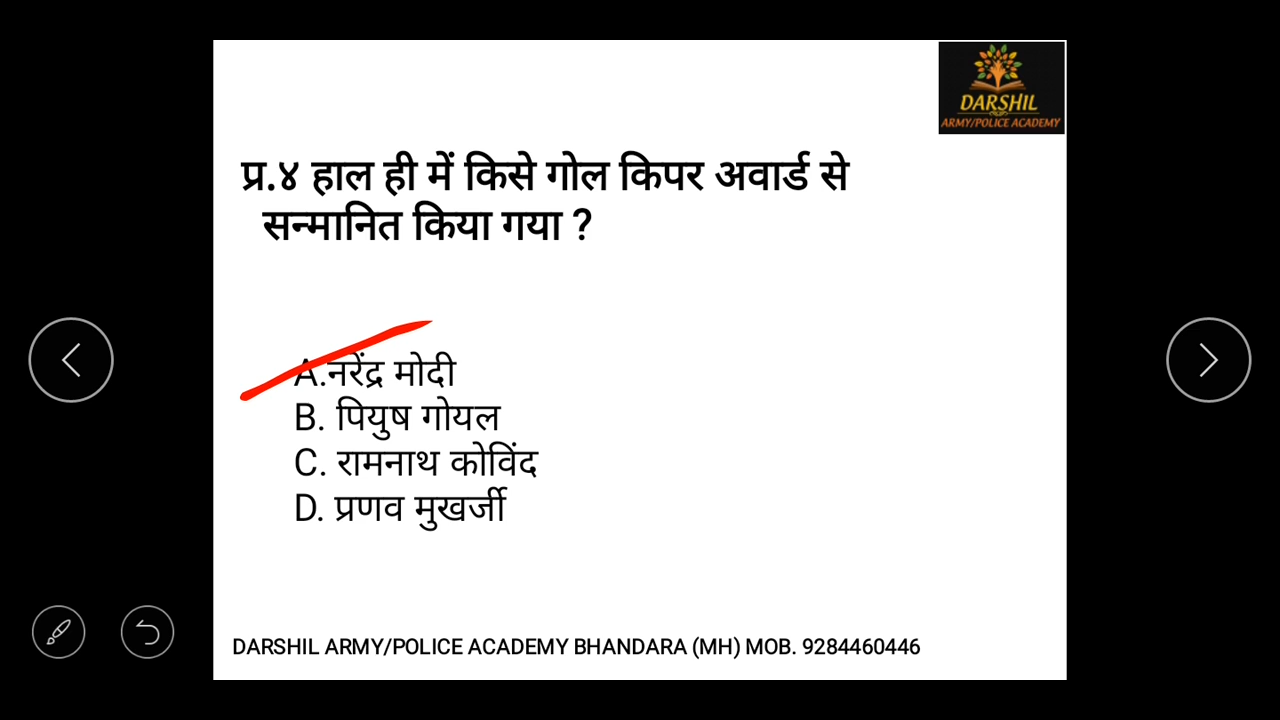 DARSHIL
ARMY/POLICE ACADEMY
प्र.४ हाल ही में किसे गोल किपर अवार्ड से
सन्मानित किया गया ?
A.नरेंद्र मोदी
B. पियुष गोयल
C. रामनाथ कोविंद
D. प्रणव मुखर्जी
DARSHIL ARMY/POLICE ACADEMY BHANDARA (MH) MOB. 9284460446